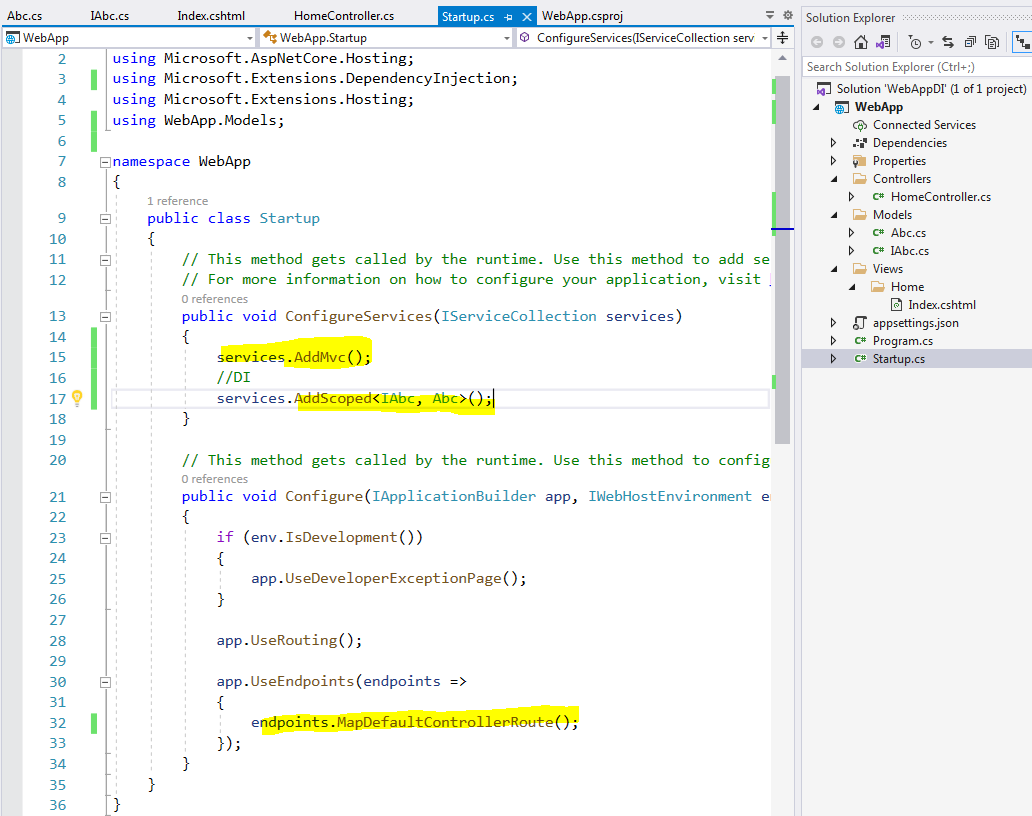 Abc.cs IAbc.cs Index.cshtml HomeController.cs Startup.cs WebApp.csproj
WebApp WebApp.Startup ConfigureServices(IServiceCollection serv
2 using Microsoft.AspNetCore.Hosting;
3 using Microsoft.Extensions.DependencyInjection;
4 using Microsoft.Extensions.Hosting;
5 using WebApp.Models;
6
7 namespace WebApp
8 {
1 reference
9 public class Startup
10 {
11 // This method gets called by the runtime. Use this method to add se
12 // For more information on how to configure your application, visit
0 references
13 public void ConfigureServices(IServiceCollection services)
14 {
15 services.AddMvc();
16 //DI
17 services.AddScoped<IAbc, Abc>();
18 }
19
20 // This method gets called by the runtime. Use this method to config
0 references
21 public void Configure(IApplicationBuilder app, IWebHostEnvironment e
22 {
23 if (env.IsDevelopment())
24 {
25 app.UseDeveloperExceptionPage();
26 }
27
28 app.UseRouting();
29
30 app.UseEndpoints(endpoints =>
31 {
32 endpoints.MapDefaultControllerRoute();
33 });
34 }
35 }
36 }
Solution Explorer
Search Solution Explorer (Ctrl+;)
Solution 'WebAppDI' (1 of 1 project)
WebApp
Connected Services
Dependencies
Properties
Controllers
C# HomeController.cs
Models
C# Abc.cs
C# IAbc.cs
Views
Home
Index.cshtml
appsettings.json
C# Program.cs
C# Startup.cs